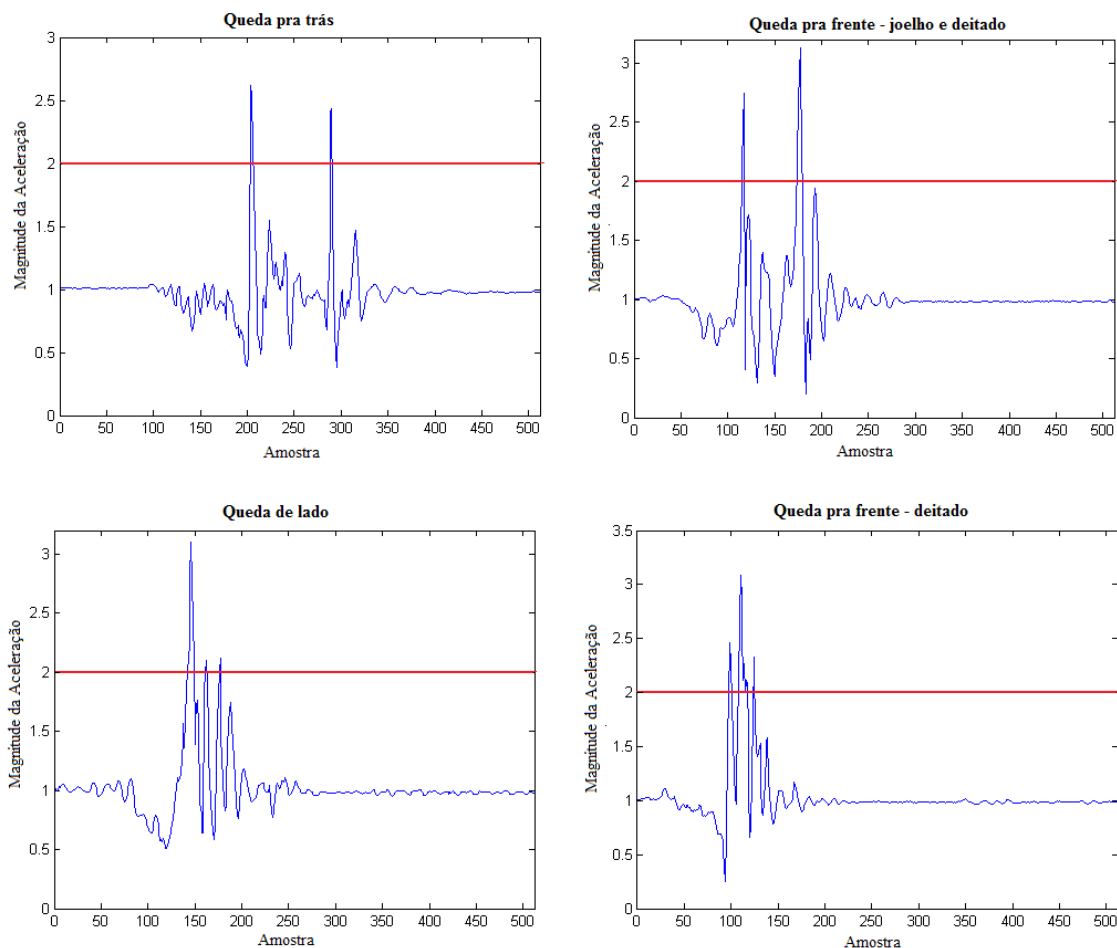 Queda pra trás
3
2.5
2
1.5
1
0.5
0
Magnitude da Aceleração
0 50 100 150 200 250 300 350 400 450 500
Amostra
Queda pra frente - joelho e deitado
3
2.5
2
1.5
1
0.5
0
Magnitude da Aceleração
0 50 100 150 200 250 300 350 400 450 500
Amostra
Queda de lado
3
2.5
2
1.5
1
0.5
0
Magnitude da Aceleração
0 50 100 150 200 250 300 350 400 450 500
Amostra
Queda pra frente - deitado
3.5
3
2.5
2
1.5
1
0.5
0
Magnitude da Aceleração
0 50 100 150 200 250 300 350 400 450 500
Amostra